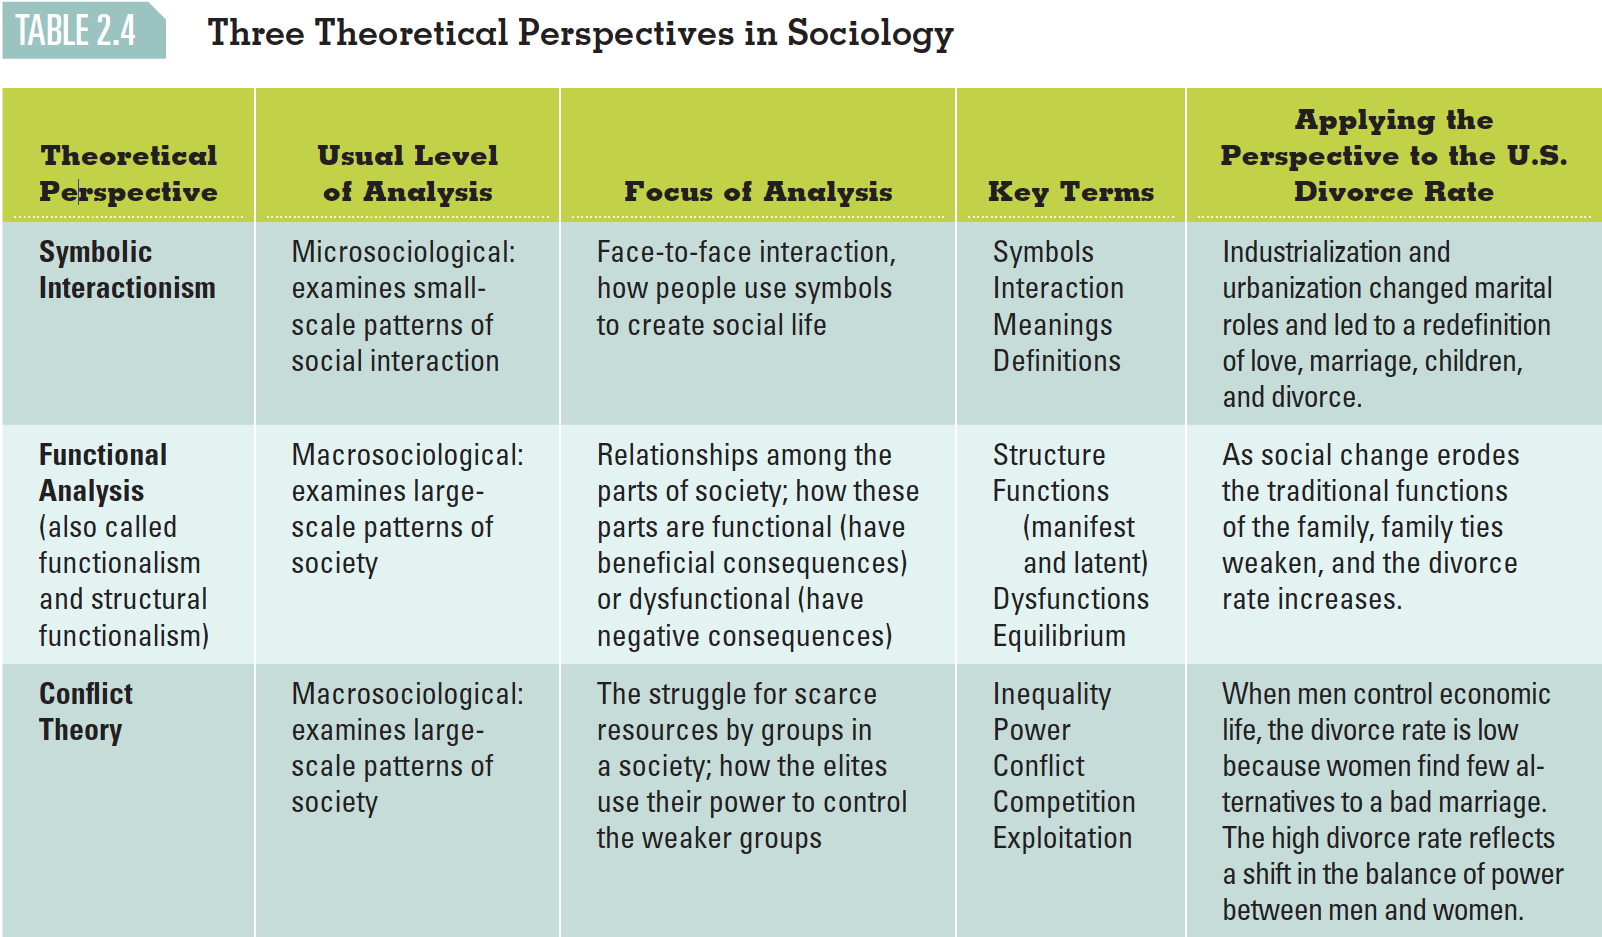 TABLE 2.4
Three Theoretical Perspectives in Sociology
Theoretical
Perspective
Usual Level
of Analysis
Focus of Analysis
Key Terms
Applying the
Perspective to the U.S.
Divorce Rate
Symbolic
Interactionism
Microsociological:
examines small-
scale patterns of
social interaction
Face-to-face interaction,
how people use symbols
to create social life
Symbols
Interaction
Meanings
Definitions
Industrialization and
urbanization changed marital
roles and led to a redefinition
of love, marriage, children,
and divorce.
Functional
Analysis
(also called
functionalism
and structural
functionalism)
Macrosociological:
examines large-
scale patterns of
society
Relationships among the
parts of society; how these
parts are functional (have
beneficial consequences)
or dysfunctional (have
negative consequences)
Structure
Functions
(manifest
and latent)
Dysfunctions
Equilibrium
As social change erodes
the traditional functions
of the family, family ties
weaken, and the divorce
rate increases.
Conflict
Theory
Macrosociological:
examines large-
scale patterns of
society
The struggle for scarce
resources by groups in
a society; how the elites
use their power to control
the weaker groups
Inequality
Power
Conflict
Competition
Exploitation
When men control economic
life, the divorce rate is low
because women find few al-
ternatives to a bad marriage.
The high divorce rate reflects
a shift in the balance of power
between men and women.